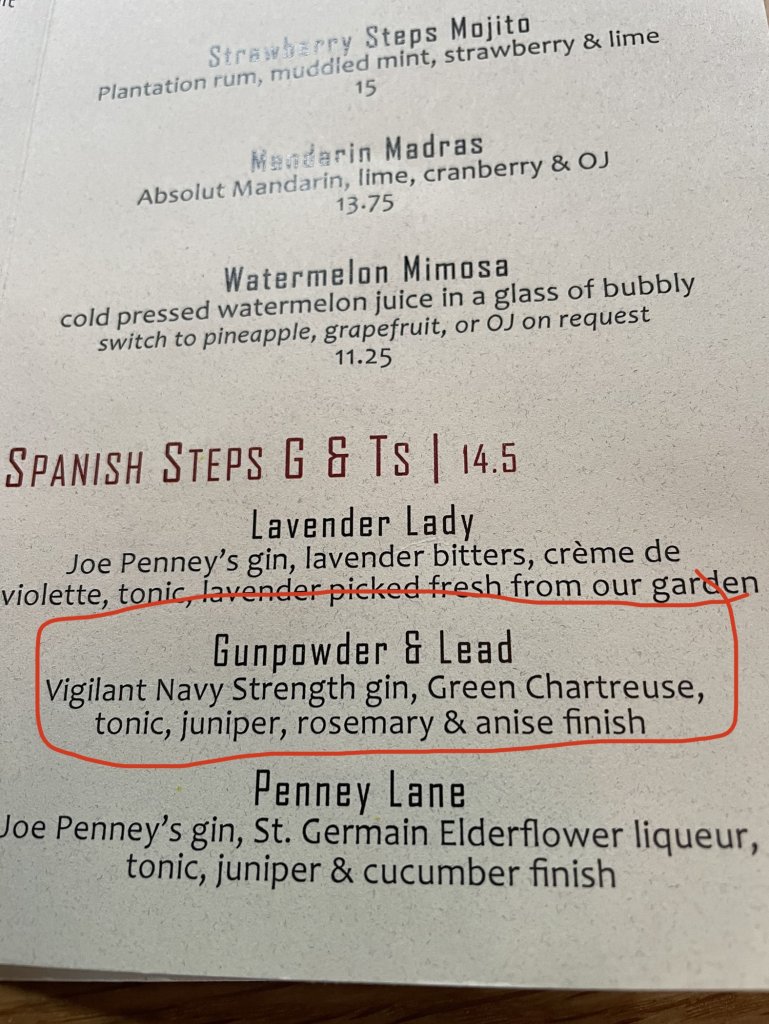 Strawberry Steps Mojito
Plantation rum, muddled mint, strawberry & lime
15
Mandarin Madras
Absolut Mandarin, lime, cranberry & OJ
13.75
Watermelon Mimosa
cold pressed watermelon juice in a glass of bubbly
switch to pineapple, grapefruit, or OJ on request
11.25
SPANISH STEPS G & TS | 14.5
Lavender Lady
Joe Penney's gin, lavender bitters, crème de
violette, tonic, lavender picked fresh from our garden
Gunpowder & Lead
Vigilant Navy Strength gin, Green Chartreuse,
tonic, juniper, rosemary & anise finish
Penney Lane
Joe Penney's gin, St. Germain Elderflower liqueur,
tonic, juniper & cucumber finish